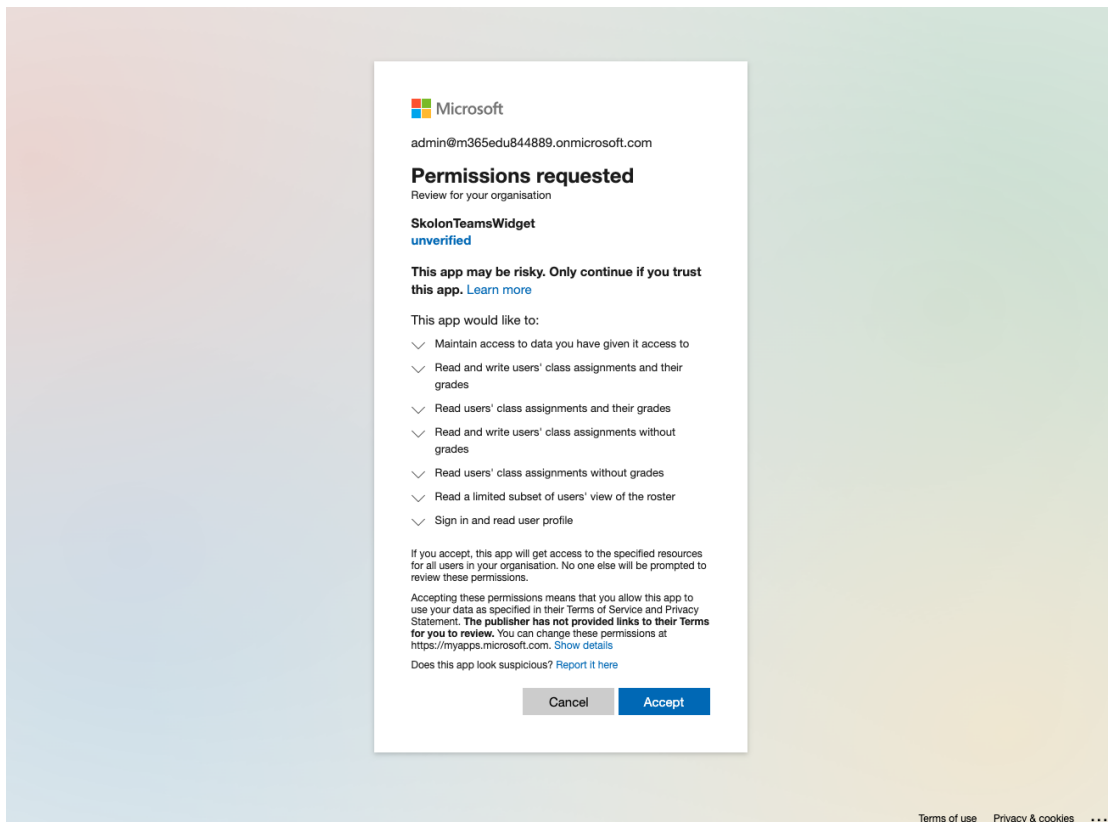 Microsoft
admin@m365edu844889.onmicrosoft.com
Permissions requested
Review for your organisation
SkolonTeamsWidget
unverified
This app may be risky. Only continue if you trust
this app. Learn more
This app would like to:
Maintain access to data you have given it access to
Read and write users' class assignments and their
grades
Read users' class assignments and their grades
Read and write users' class assignments without
grades
Read users' class assignments without grades
Read a limited subset of users' view of the roster
Sign in and read user profile
If you accept, this app will get access to the specified resources
for all users in your organisation. No one else will be prompted to
review these permissions.
Accepting these permissions means that you allow this app to
use your data as specified in their Terms of Service and Privacy
Statement. The publisher has not provided links to their Terms
for you to review. You can change these permissions at
https://myapps.microsoft.com. Show details
Does this app look suspicious? Report it here
Cancel Accept
Terms of use Privacy & cookies ...